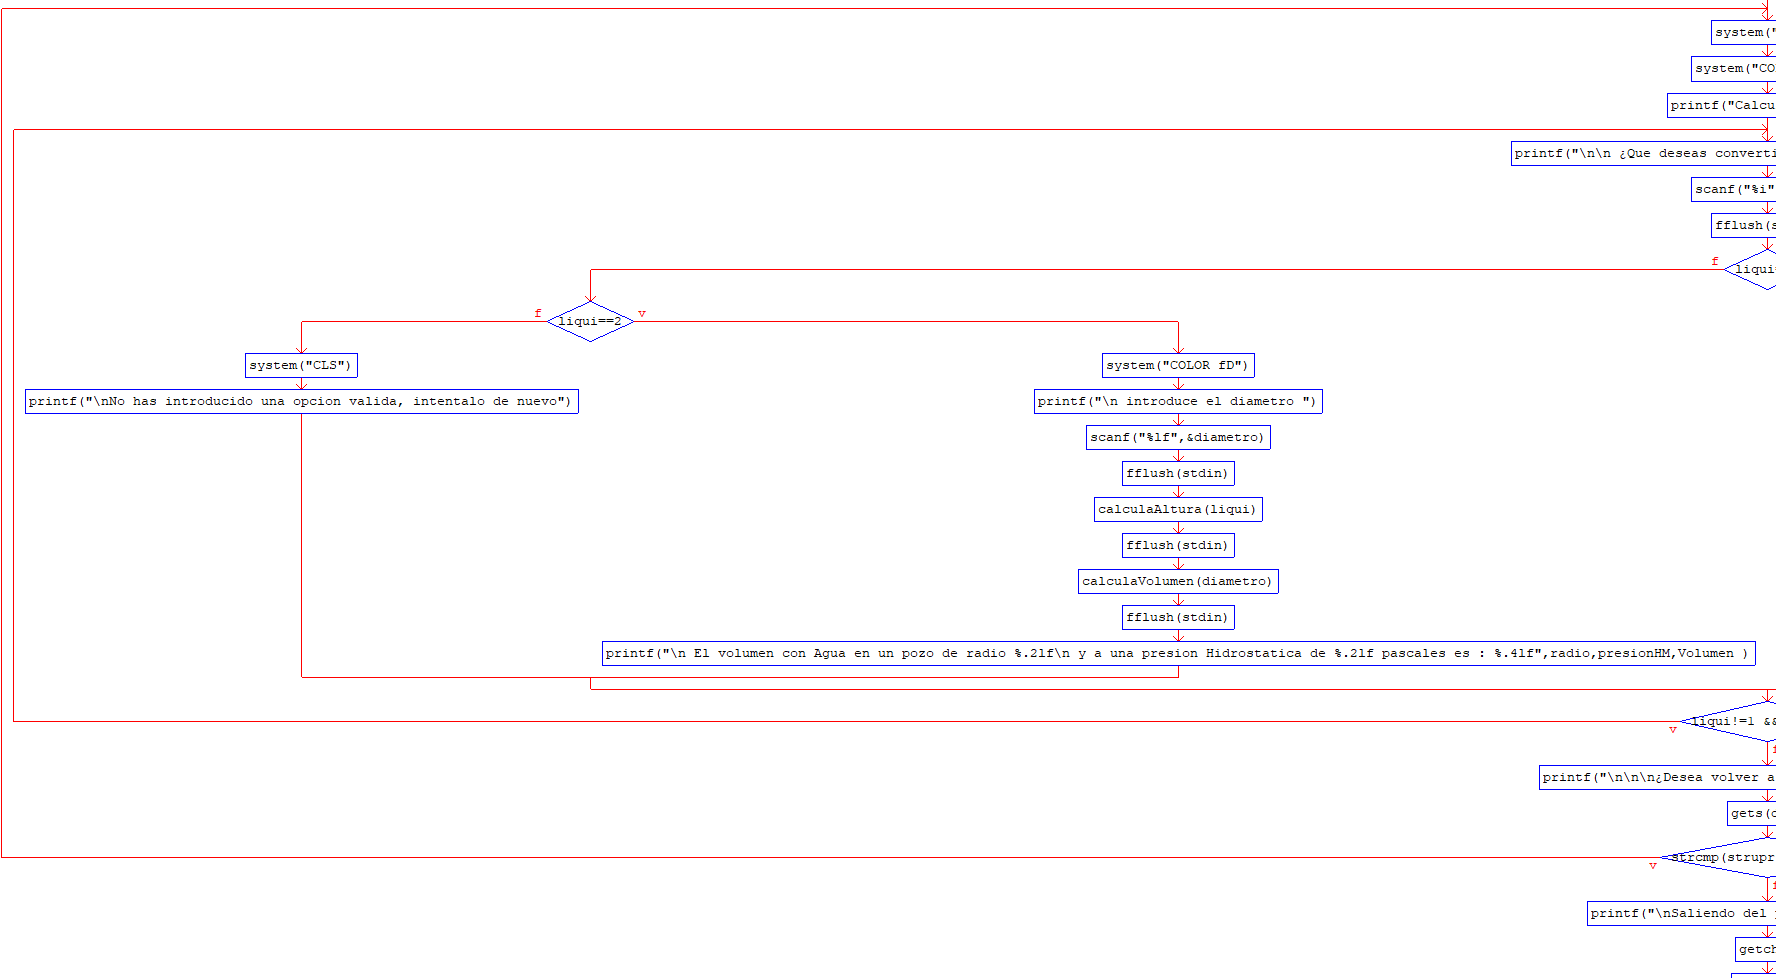 system("
system("CO
printf("Calcu
printf("\n\n ¿Que deseas converti
scanf("%i"
fflush(s
f
liqui=
f
liqui==2
v
system("CLS")
system("COLOR fD")
printf("\nNo has introducido una opcion valida, intentalo de nuevo")
printf("\n introduce el diametro ")
scanf("%lf",&diametro)
fflush(stdin)
calculaAltura(liqui)
fflush(stdin)
calculaVolumen(diametro)
fflush(stdin)
printf("\n El volumen con Agua en un pozo de radio %.2lf\n y a una presion Hidrostatica de %.2lf pascales es : %.4lf",radio,presionHM,Volumen )
liqui!=1 &&
v
f
printf("\n\n\n¿Desea volver a
gets(o
strcmp(strupr
v
f
printf("\nSaliendo del
getch